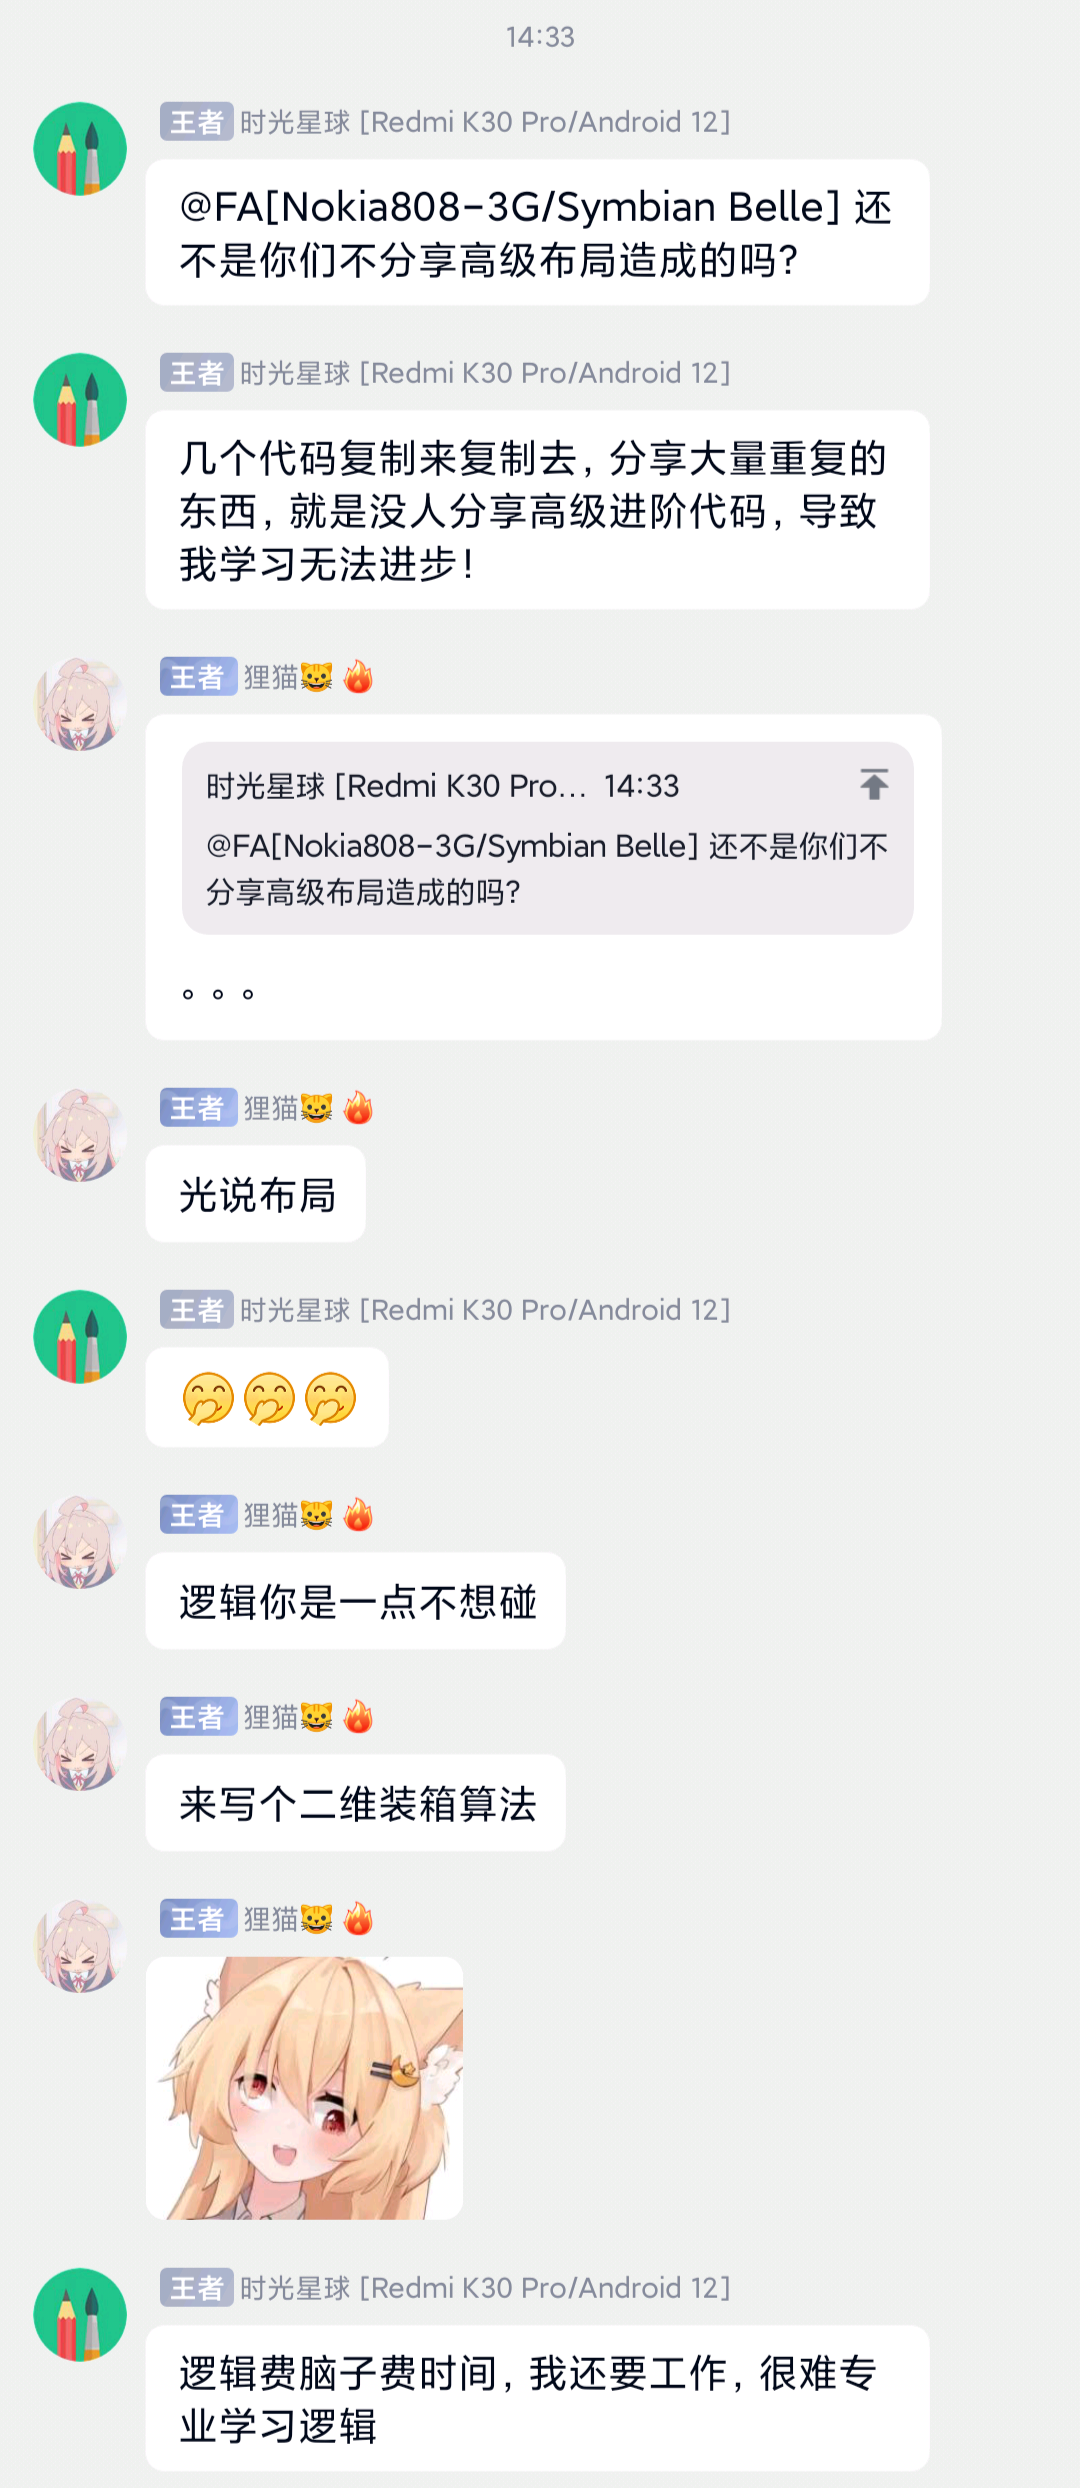 14:33
王者 时光星球 [Redmi K30 Pro/Android 12]
@FA[Nokia808-3G/Symbian Belle] 还
不是你们不分享高级布局造成的吗?
王者 时光星球 [Redmi K30 Pro/Android 12]
几个代码复制来复制去, 分享大量重复的
东西, 就是没人分享高级进阶代码, 导致
我学习无法进步!
王者 狸猫😺 🔥
时光星球 [Redmi K30 Pro... 14:33
@FA[Nokia808-3G/Symbian Belle] 还不是你们不
分享高级布局造成的吗?
。。。
王者 狸猫😺 🔥
光说布局
王者 时光星球 [Redmi K30 Pro/Android 12]
🤭🤭🤭
王者 狸猫😺 🔥
逻辑你是一点不想碰
王者 狸猫😺 🔥
来写个二维装箱算法
王者 狸猫😺 🔥
王者 时光星球 [Redmi K30 Pro/Android 12]
逻辑费脑子费时间, 我还要工作, 很难专
业学习逻辑